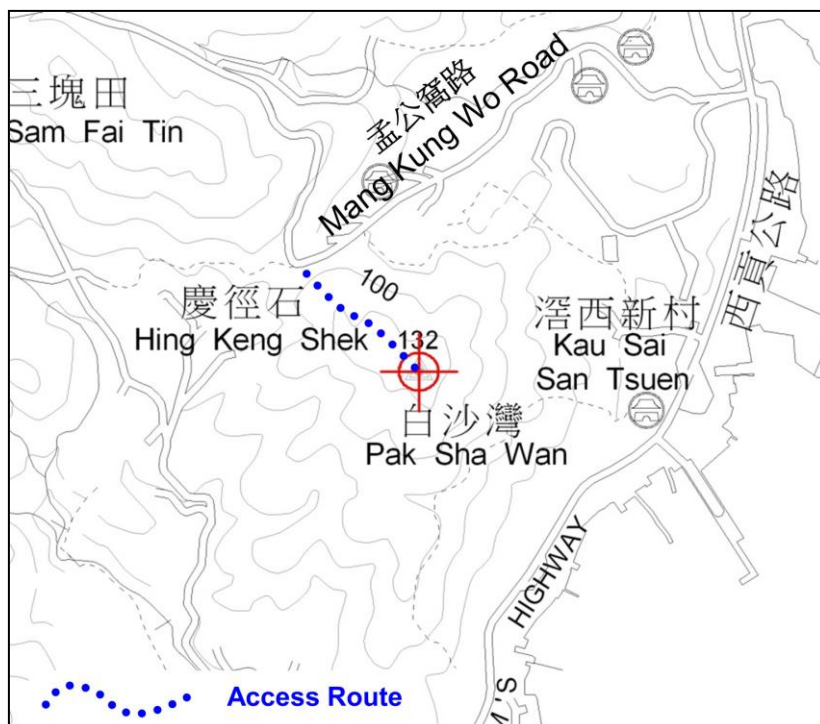 三塊田
Sam Fai Tin
孟公窩路
Mang Kung Wo Road
西貢公路
慶徑石
Hing Keng Shek
100
132
滘西新村
Kau Sai
San Tsuen
白沙灣
Pak Sha Wan
HIGHWAY
M'S
Access Route